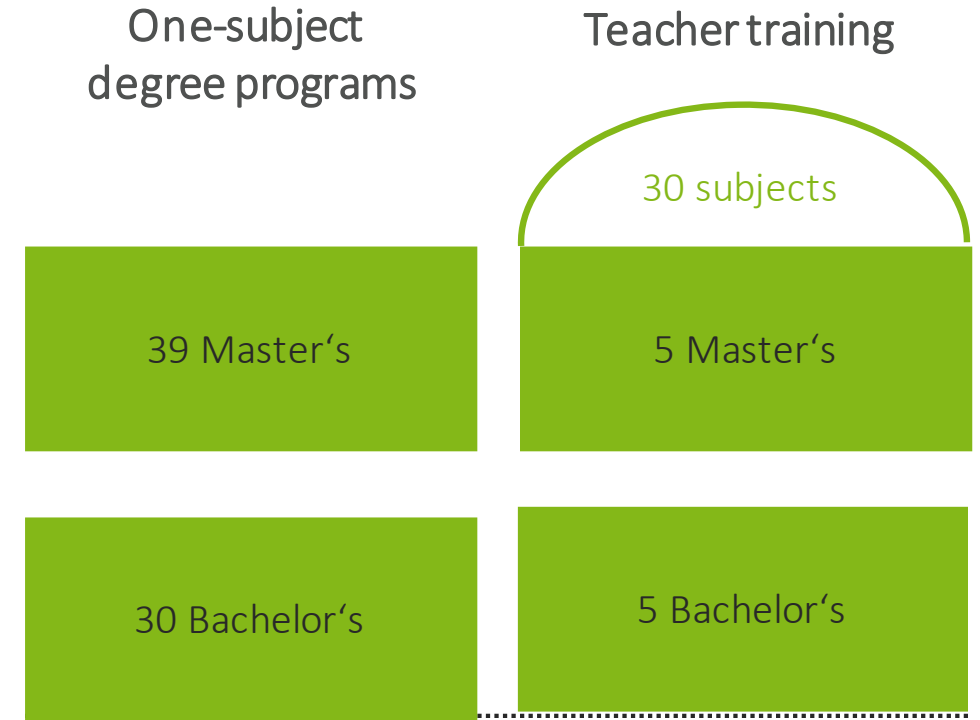 One-subject
degree programs
Teacher training
30 subjects
39 Master‘s
5 Master‘s
30 Bachelor‘s
5 Bachelor‘s